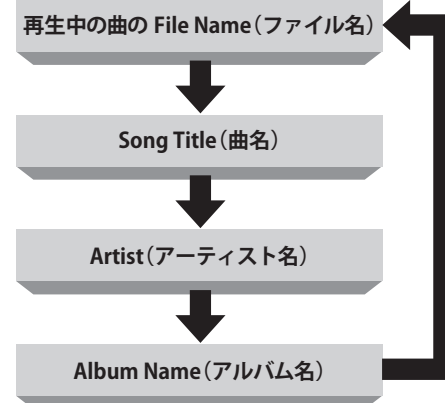 再生中の曲の File Name（ファイル名）
Song Title（曲名）
Artist（アーティスト名）
Album Name（アルバム名）